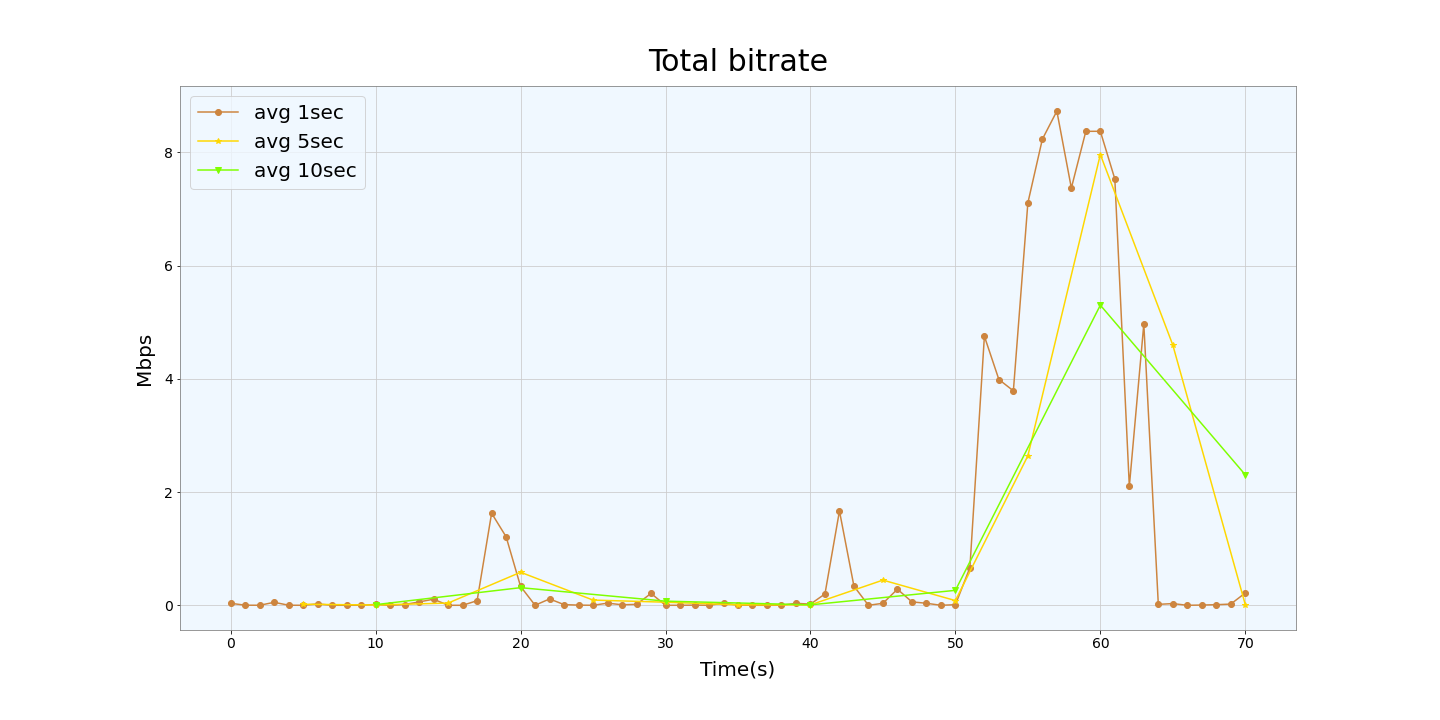 Total bitrate
avg 1sec
avg 5sec
avg 10sec
Mbps
8
6
4
2
0
0 10 20 30 40 50 60 70
Time(s)